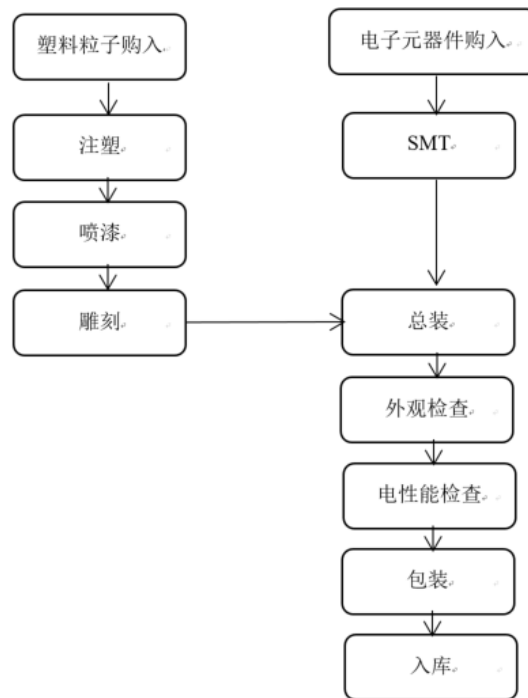 塑料粒子购入
电子元器件购入
注塑
SMT
喷漆
雕刻
总装
外观检查
电性能检查
包装
入库